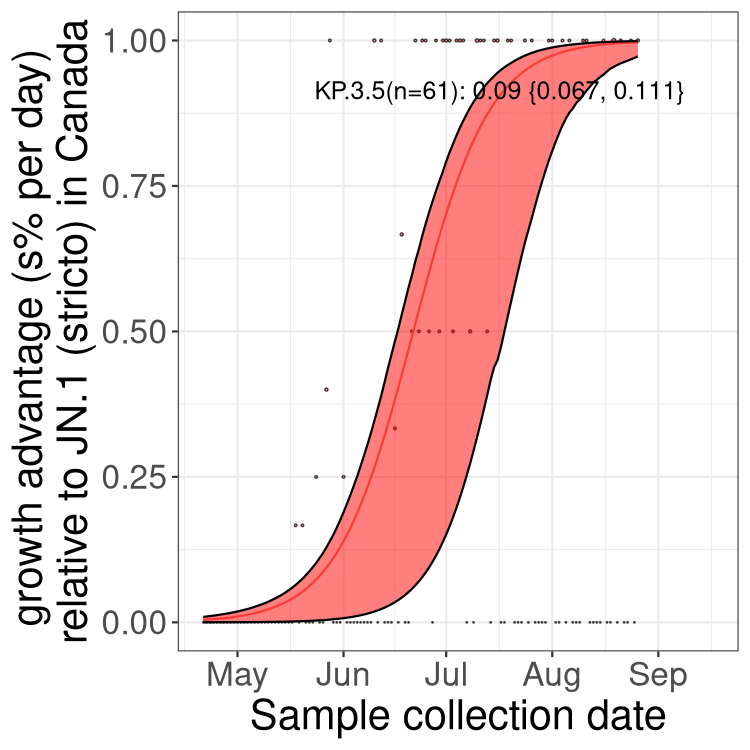 growth advantage (s% per day)
relative to JN.1 (stricto) in Canada
1.00
0.75
0.50
0.25
0.00
KP.3.5(n=61): 0.09 {0.067, 0.111}
May Jun Jul Aug Sep
Sample collection date